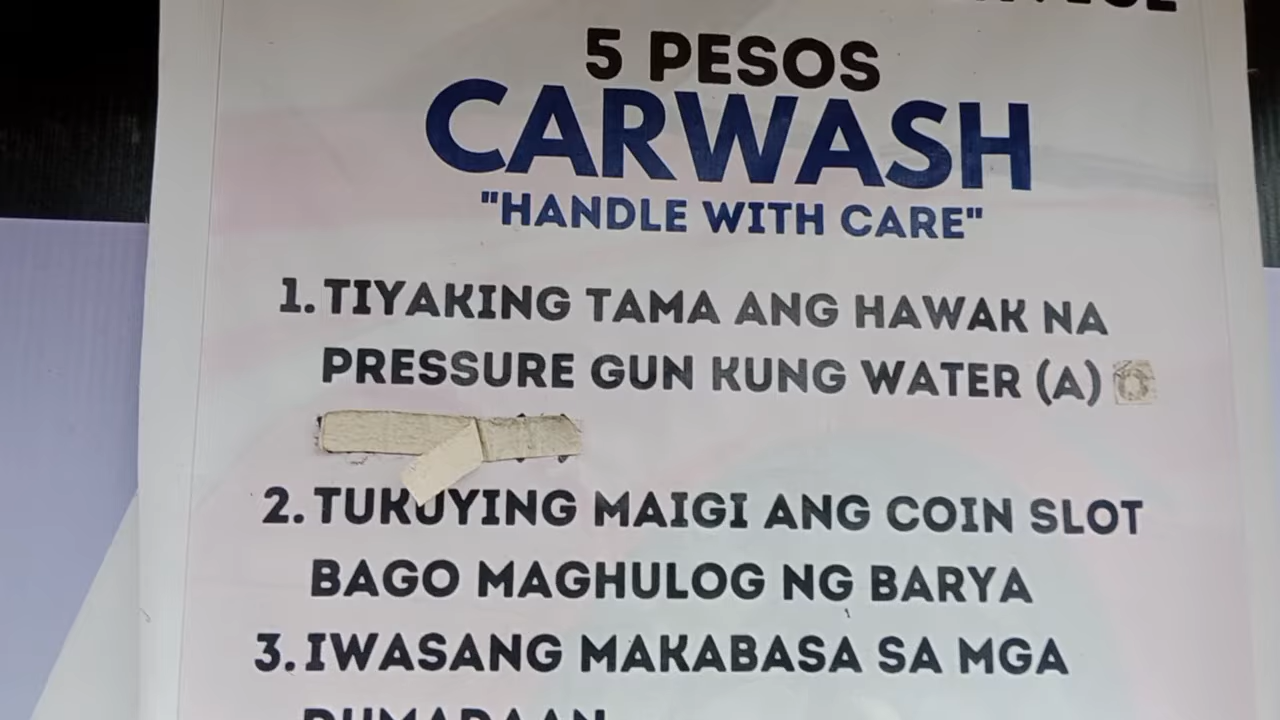 5 PESOS
CARWASH
"HANDLE WITH CARE"
1. TIYAKING TAMA ANG HAWAK NA
PRESSURE GUN KUNG WATER (A)
2. TUKUYING MAIGI ANG COIN SLOT
BAGO MAGHULOG NG BARYA
3. IWASANG MAKABASA SA MGA
DUMADAAN